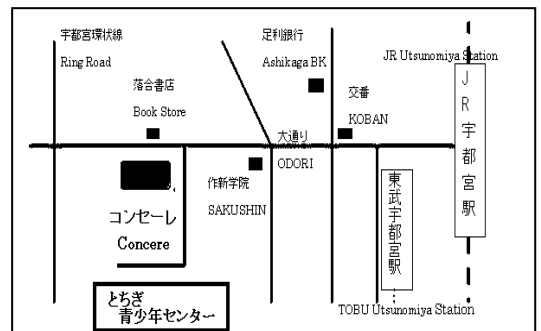 宇都宮環状線
Ring Road
足利銀行
Ashikaga BK
JR Utsunomiya Station
落合書店
Book Store
交番
KOBAN
JR宇都宮駅
大通り
ODORI
作新学院
SAKUSHIN
コンセーレ
Concere
東武宇都宮駅
とちぎ
青少年センター
TOBU Utsunomiya Station